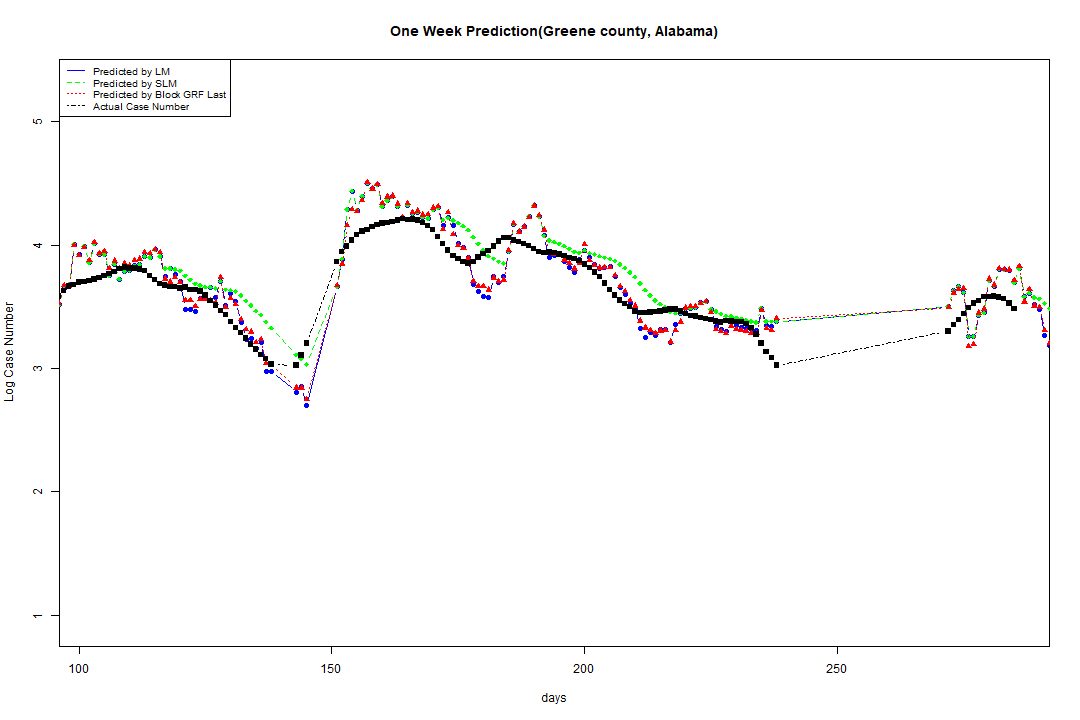 One Week Prediction(Greene county, Alabama)
Predicted by LM
Predicted by SLM
Predicted by Block GRF Last
Actual Case Number
5
4
3
2
1
Log Case Number
100 150 200 250
days